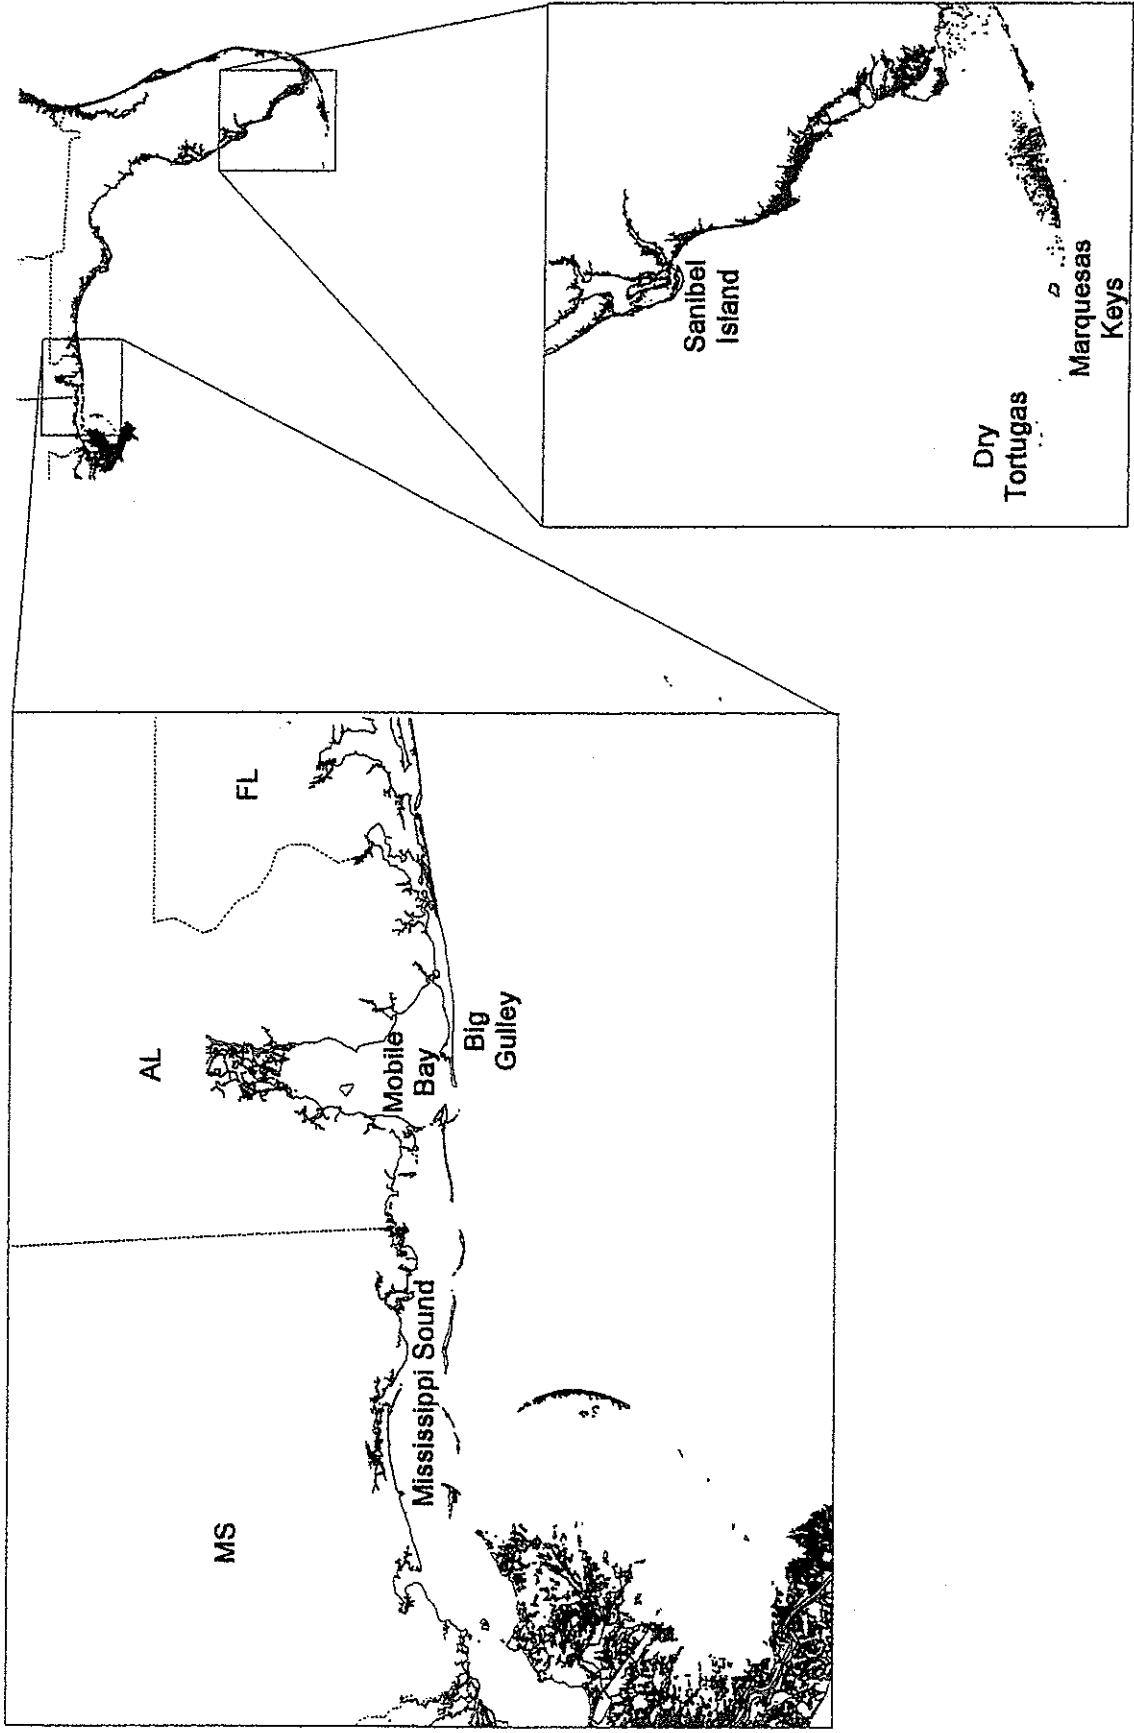 MS
AL
FL
Mississippi Sound
Mobile
Bay
Big
Gulley
Sanibel
Island
Dry
Tortugas
Marquesas
Keys